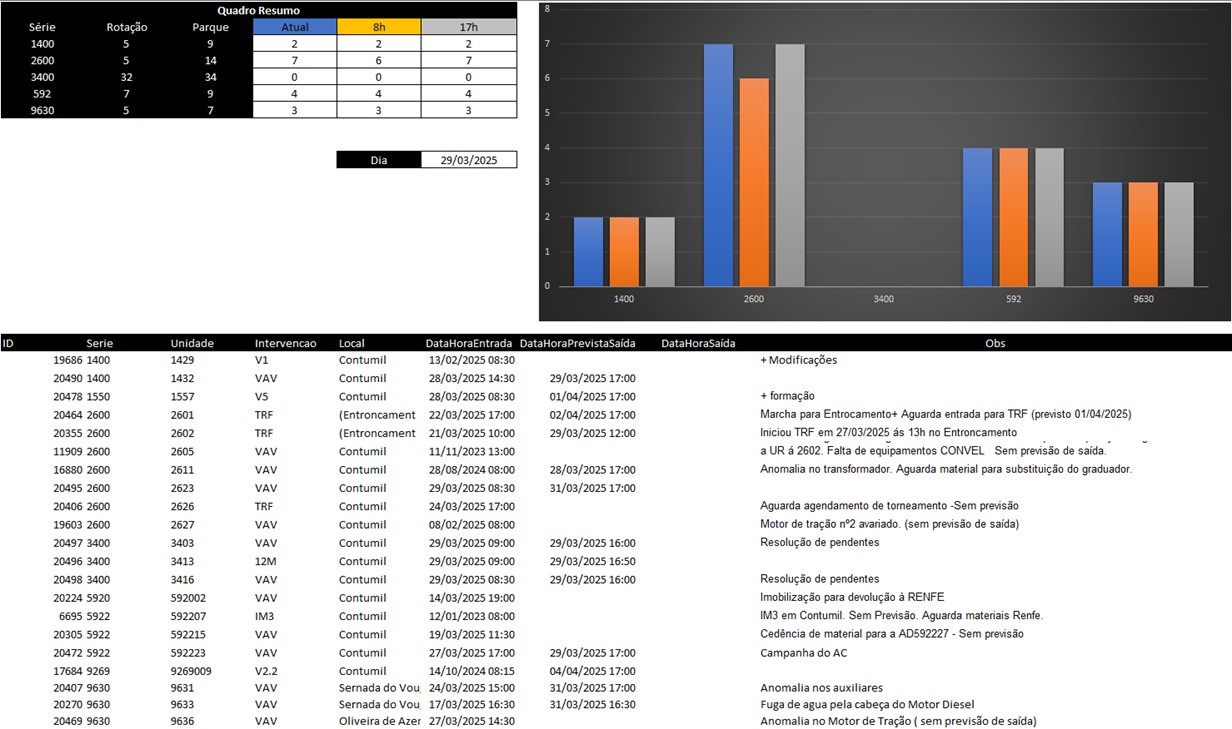 Quadro Resumo
Série Rotação Parque Atual 8h 17h
1400 5 9 2 2 2
2600 5 14 7 6 7
3400 32 34 0 0 0
592 7 9 4 4 4
9630 5 7 3 3 3
Dia 29/03/2025
8
7
6
5
4
3
2
1
0
1400 2600 3400 592 9630
ID Serie Unidade Intervencao Local DataHoraEntrada DataHoraPrevistaSaída DataHoraSaída Obs
19686 1400 1429 V1 Contumil 13/02/2025 08:30 + Modificações
20490 1400 1432 VAV Contumil 28/03/2025 14:30 29/03/2025 17:00
20478 1550 1557 V5 Contumil 28/03/2025 08:30 01/04/2025 17:00 + formação
20464 2600 2601 TRF (Entroncament 22/03/2025 17:00 02/04/2025 17:00 Marcha para Entrocamento+ Aguarda entrada para TRF (previsto 01/04/2025)
20355 2600 2602 TRF (Entroncament 21/03/2025 10:00 29/03/2025 12:00 Iniciou TRF em 27/03/2025 ás 13h no Entroncamento
11909 2600 2605 VAV Contumil 11/11/2023 13:00 a UR á 2602. Falta de equipamentos CONVEL Sem previsão de saída.
16880 2600 2611 VAV Contumil 28/08/2024 08:00 28/03/2025 17:00 Anomalia no transformador. Aguarda material para substituição do graduador.
20495 2600 2623 VAV Contumil 29/03/2025 08:30 31/03/2025 17:00
20406 2600 2626 TRF Contumil 24/03/2025 17:00 Aguarda agendamento de torneamento -Sem previsão
19603 2600 2627 VAV Contumil 08/02/2025 08:00 Motor de tração nº2 avariado. (sem previsão de saída)
20497 3400 3403 VAV Contumil 29/03/2025 09:00 29/03/2025 16:00 Resolução de pendentes
20496 3400 3413 12M Contumil 29/03/2025 09:00 29/03/2025 16:50
20498 3400 3416 VAV Contumil 29/03/2025 08:30 29/03/2025 16:00 Resolução de pendentes
20224 5920 592002 VAV Contumil 14/03/2025 19:00 Imobilização para devolução à RENFE
6695 5922 592207 IM3 Contumil 12/01/2023 08:00 IM3 em Contumil. Sem Previsão. Aguarda materiais Renfe.
20305 5922 592215 VAV Contumil 19/03/2025 11:30 Cedência de material para a AD592227 - Sem previsão
20472 5922 592223 VAV Contumil 27/03/2025 17:00 29/03/2025 17:00 Campanha do AC
17684 9269 9269009 V2.2 Contumil 14/10/2024 08:15 04/04/2025 17:00
20407 9630 9631 VAV Sernada do Vou 24/03/2025 15:00 31/03/2025 17:00 Anomalia nos auxiliares
20270 9630 9633 VAV Sernada do Vou 17/03/2025 16:30 31/03/2025 16:30 Fuga de agua pela cabeça do Motor Diesel
20469 9630 9636 VAV Oliveira de Azer 27/03/2025 14:30 Anomalia no Motor de Tração ( sem previsão de saída)